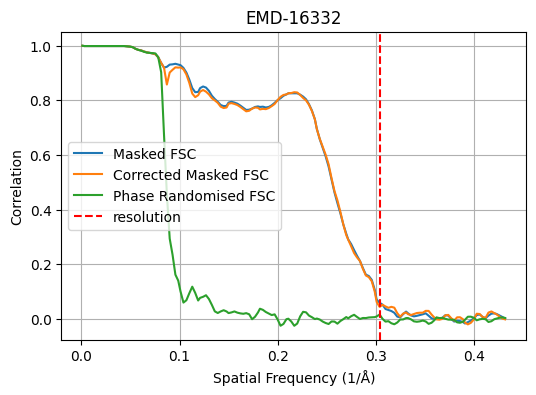 EMD-16332
1.0
0.8
0.6
0.4
0.2
0.0
Correlation
Masked FSC
Corrected Masked FSC
Phase Randomised FSC
resolution
0.0 0.1 0.2 0.3 0.4
Spatial Frequency (1/Å)